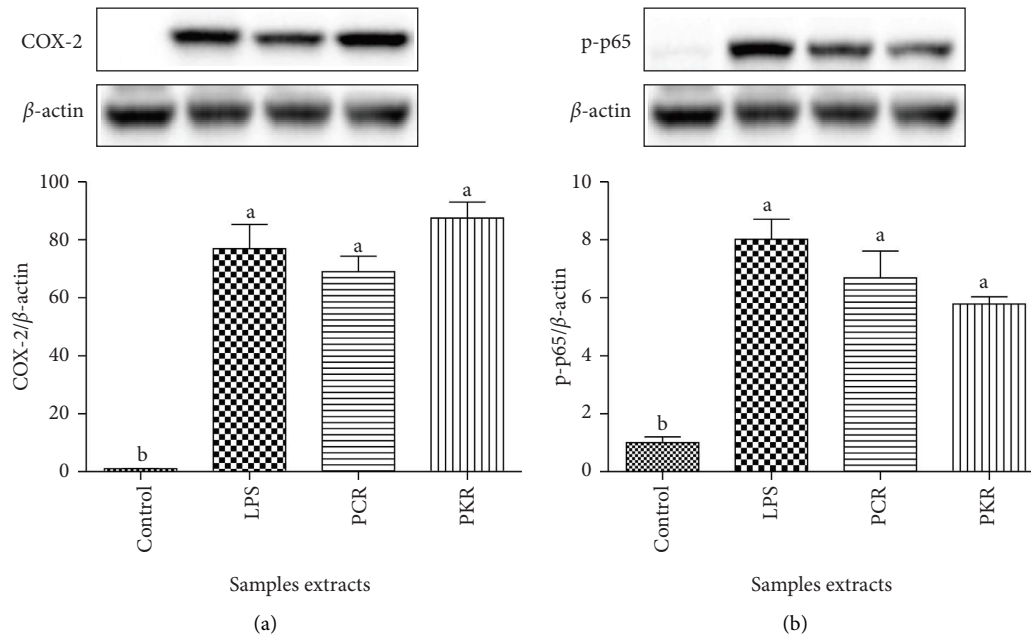 COX-2
β-actin
100
80
60
40
20
0
COX-2/β-actin
b
a
a
a
Control
LPS
PCR
PKR
Samples extracts
(a)
p-p65
β-actin
10
8
6
4
2
0
p-p65/β-actin
b
a
a
a
Control
LPS
PCR
PKR
Samples extracts
(b)